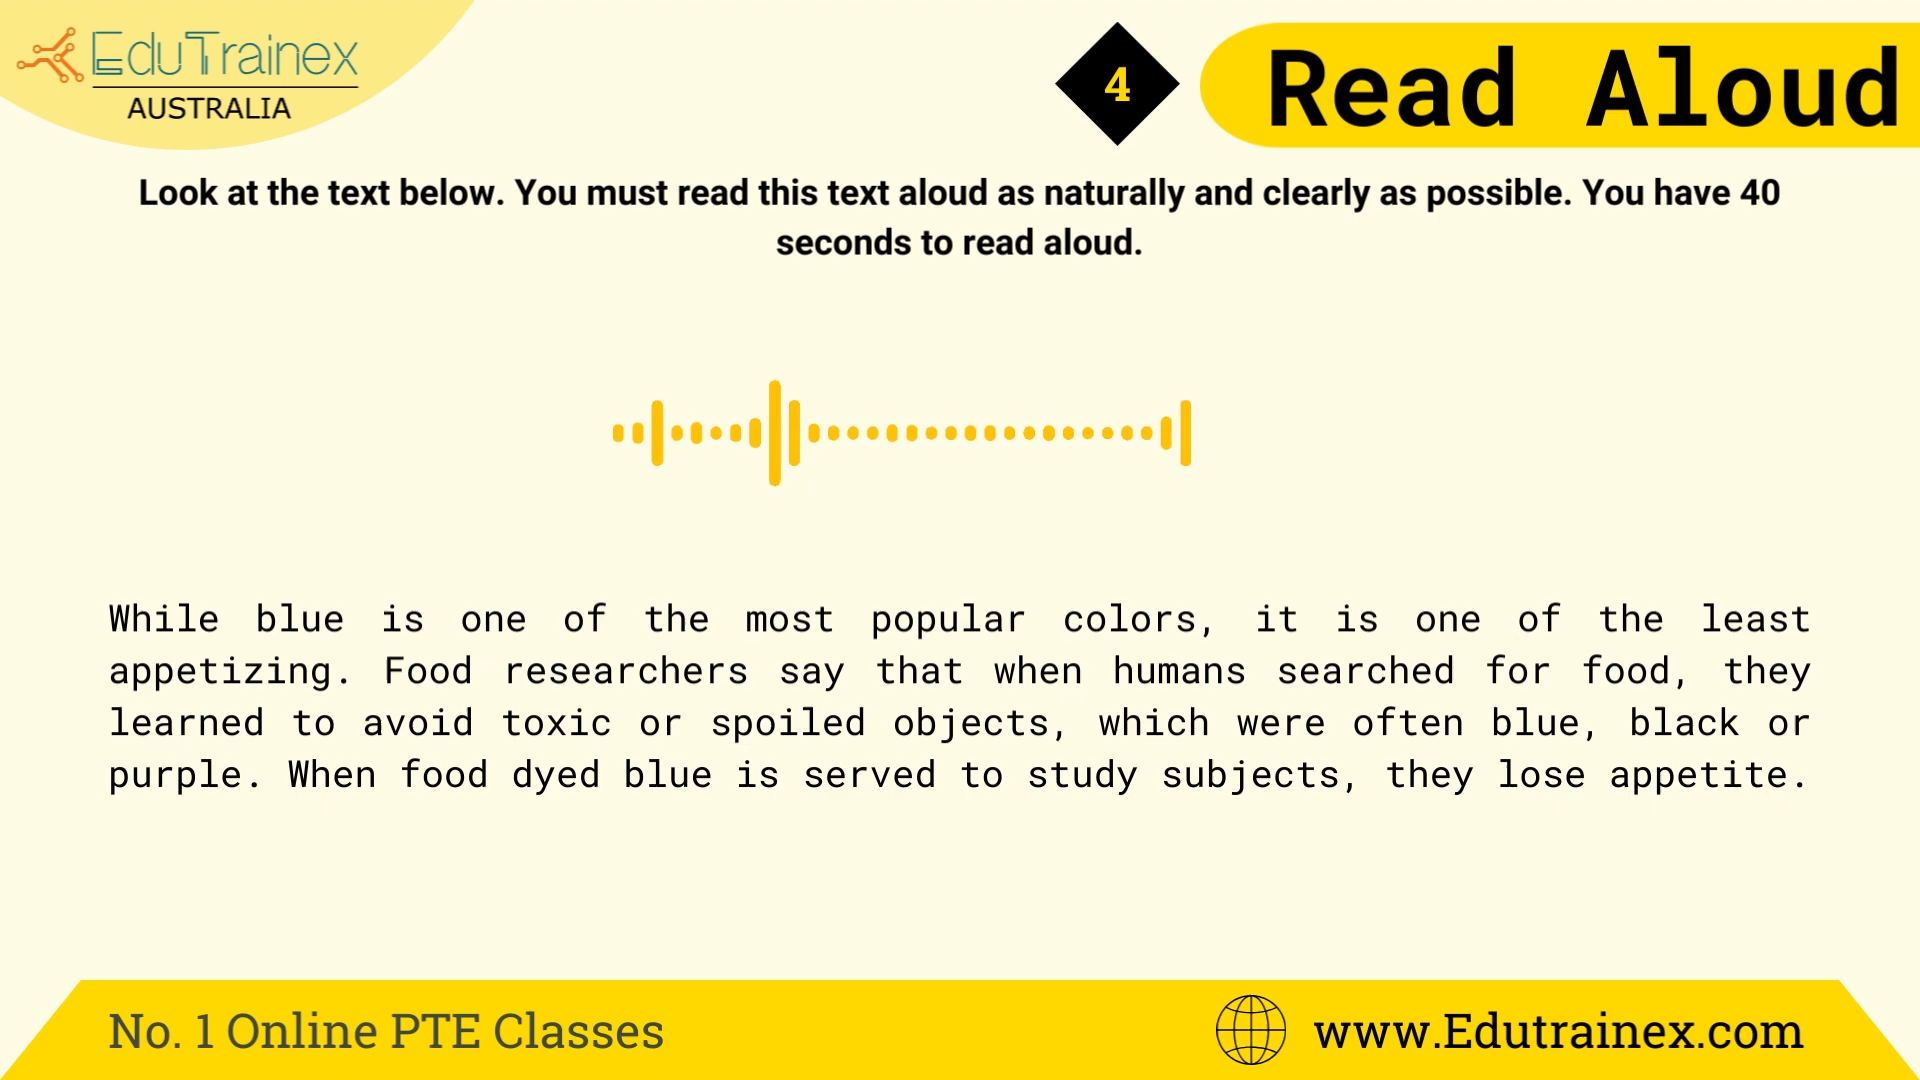 EduTrainex
AUSTRALIA
4
Read Aloud
Look at the text below. You must read this text aloud as naturally and clearly as possible. You have 40
seconds to read aloud.
While blue is one of the most popular colors, it is one of the least
appetizing. Food researchers say that when humans searched for food, they
learned to avoid toxic or spoiled objects, which were often blue, black or
purple. When food dyed blue is served to study subjects, they lose appetite.
No. 1 Online PTE Classes
www.Edutrainex.com